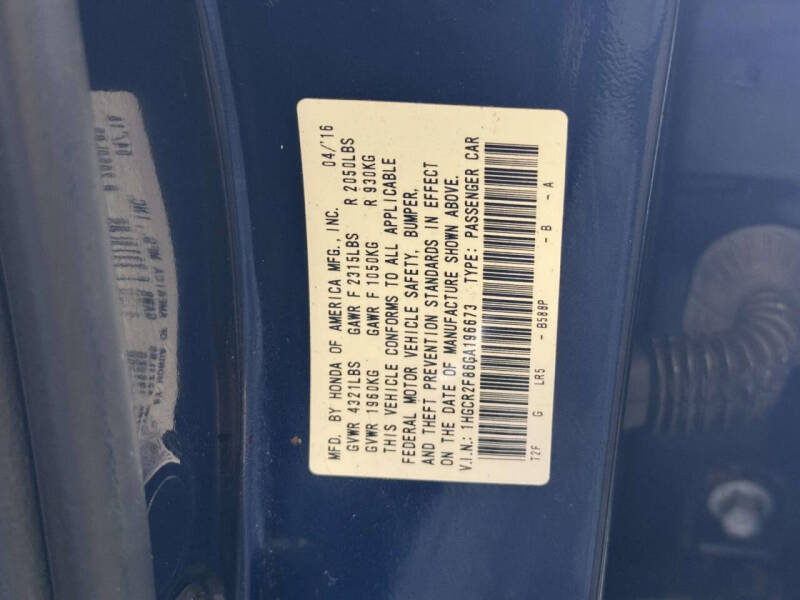 MFD. BY HONDA OF AMERICA MFG., INC. 04/'16
GVWR 4321LBS GAWR F 2315LBS R 2050LBS
GVWR 1960KG GAWR F 1050KG R 930KG
THIS VEHICLE CONFORMS TO ALL APPLICABLE
FEDERAL MOTOR VEHICLE SAFETY, BUMPER,
AND THEFT PREVENTION STANDARDS IN EFFECT
ON THE DATE OF MANUFACTURE SHOWN ABOVE.
V.I.N.: 1HGCR2F86GA196673 TYPE: PASSENGER CAR
T2F G LR5 - B588P - B - A